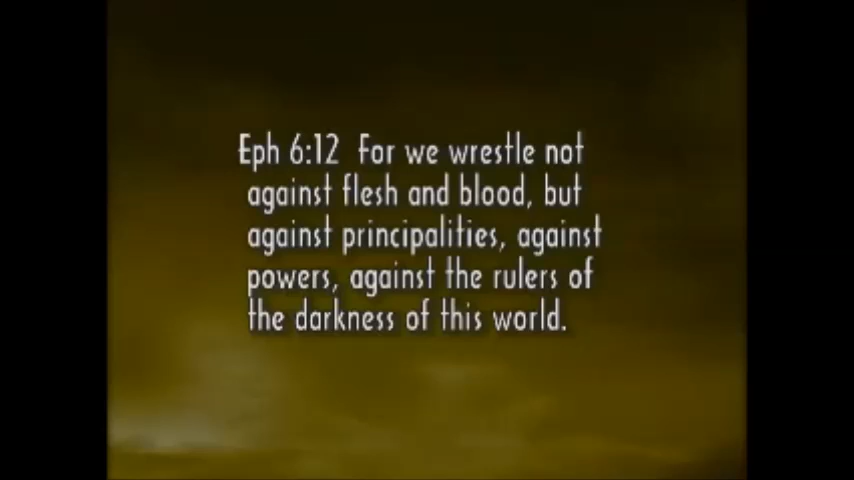 Eph 6:12 For we wrestle not
against flesh and blood, but
against principalities, against
powers, against the rulers of
the darkness of this world.